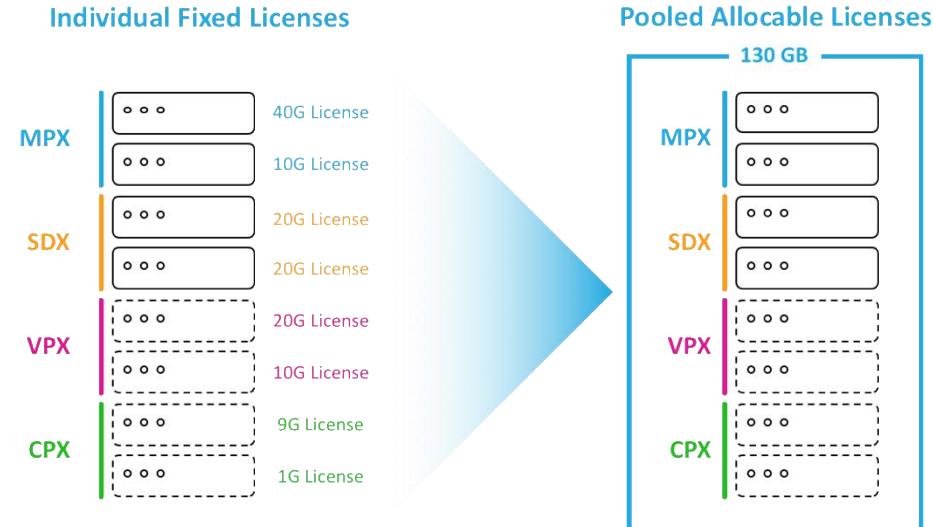 Individual Fixed Licenses
MPX
40G License
10G License
SDX
20G License
20G License
VPX
20G License
10G License
CPX
9G License
1G License
Pooled Allocable Licenses
130 GB
MPX
SDX
VPX
CPX